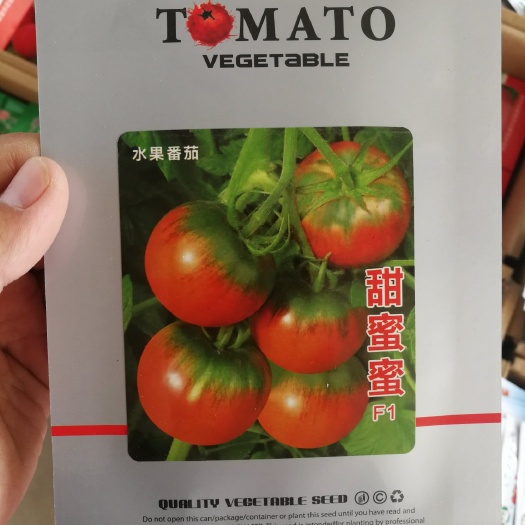 TOMATO
VEGETABLE
水果番茄
甜蜜蜜
F1
QUALITY VEGETABLE SEED
Do not open this can/package/container or plant this seed until you have read and